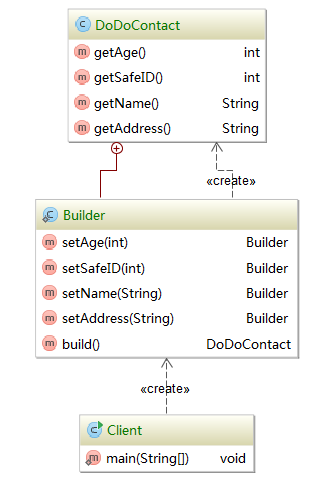 DoDoContact
getAge() int
getSafeID() int
getName() String
getAddress() String
«create»
Builder
setAge(int) Builder
setSafeID(int) Builder
setName(String) Builder
setAddress(String) Builder
build() DoDoContact
«create»
Client
main(String[]) void